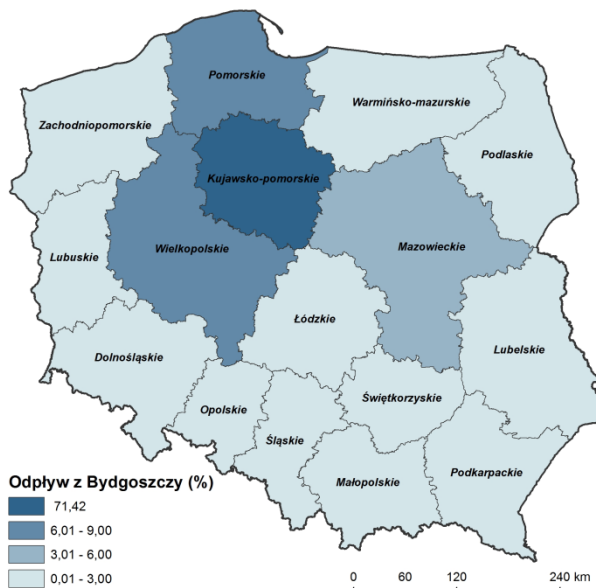 Pomorskie
Warmińsko-mazurskie
Zachodniopomorskie
Podlaskie
Kujawsko-pomorskie
Wielkopolskie
Mazowieckie
Lubuskie
Łódzkie
Lubelskie
Dolnośląskie
Świętkorzyskie
Opolskie
Śląskie
Podkarpackie
Małopolskie
Odpływ z Bydgoszczy (%)
71,42
6,01 - 9,00
3,01 - 6,00
0,01 - 3,00
0 60 120 240 km